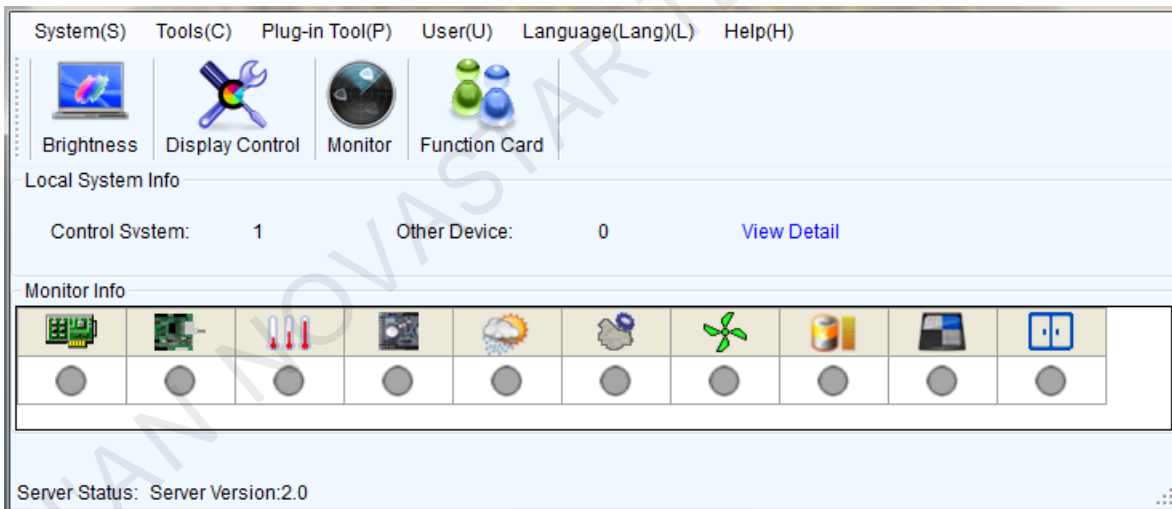 System(S) Tools(C) Plug-in Tool(P) User(U) Language(Lang)(L) Help(H)
Brightness Display Control Monitor Function Card
Local System Info
Control System: 1 Other Device: 0 View Detail
Monitor Info
Server Status: Server Version:2.0